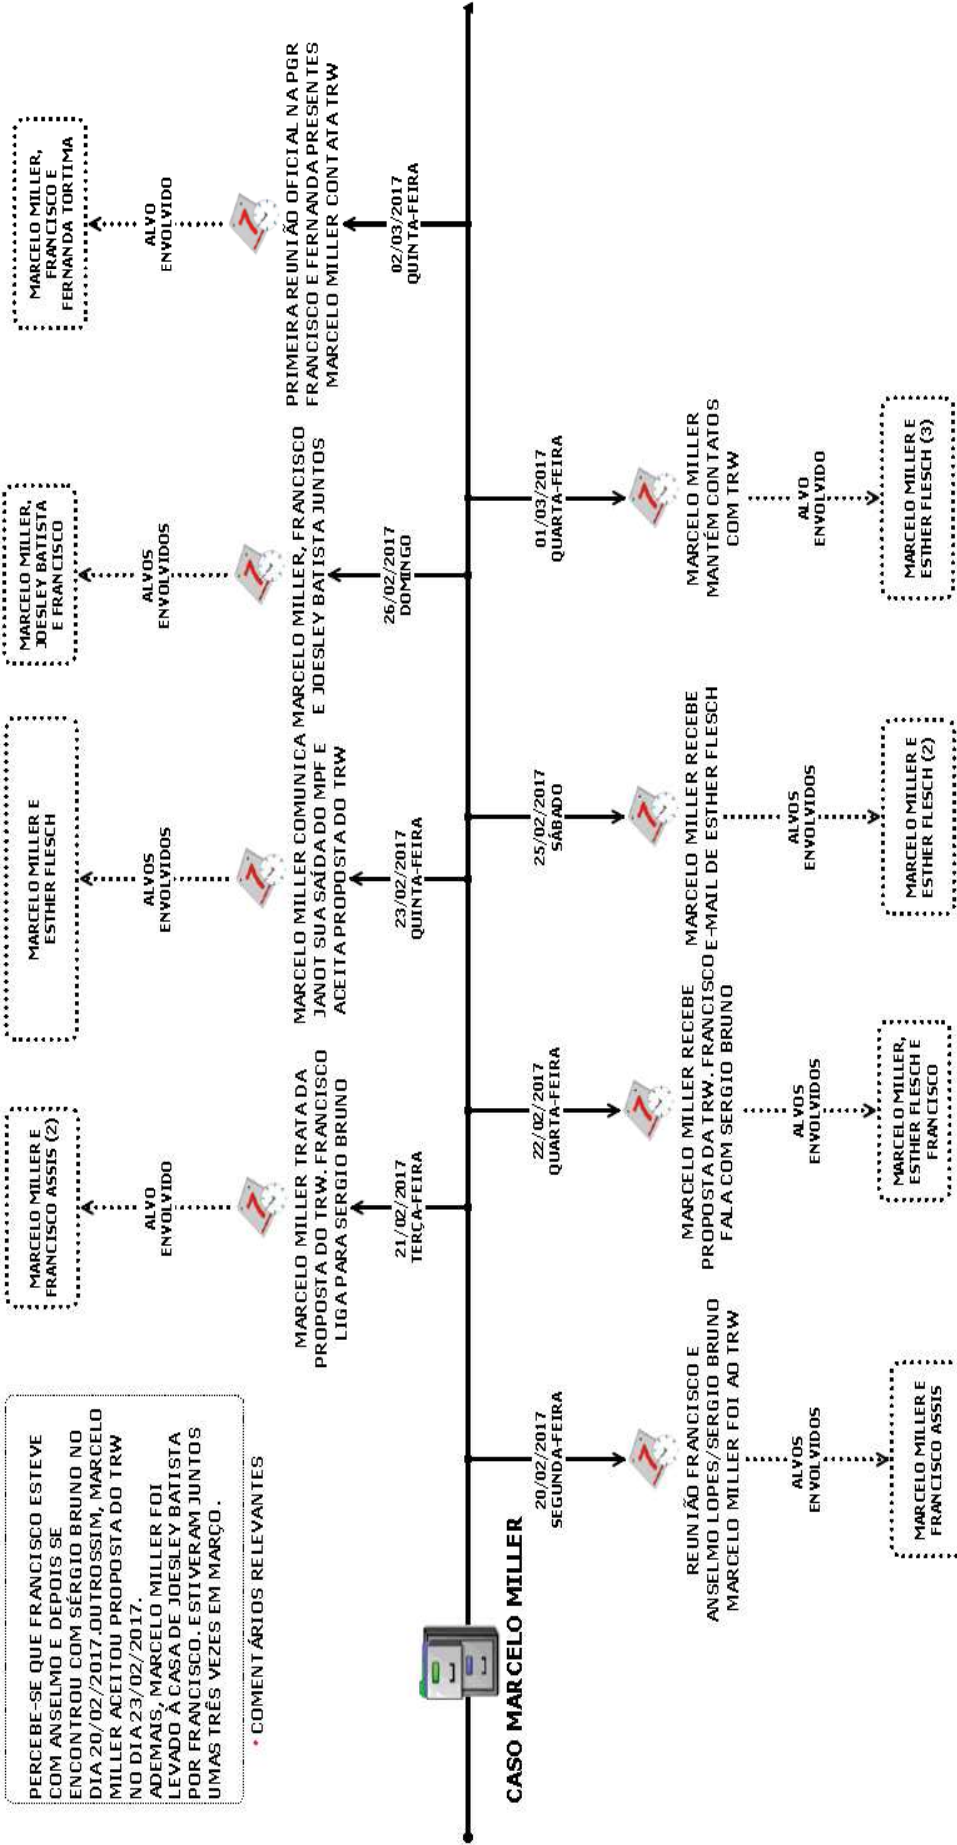 PERCEBE-SE QUE FRANCISCO ESTEVE
COM ANSELMO E DEPOIS SE
ENCONTROU COM SÉRGIO BRUNO NO
DIA 20/02/2017.OUTROSSIM, MARCELO
MILLER ACEITOU PROPOSTA DO TRW
NO DIA 23/02/2017.
ADEMAIS, MARCELO MILLER FOI
LEVADO À CASA DE JOESLEY BATISTA
POR FRANCISCO. ESTIVERAM JUNTOS
UMAS TRÊS VEZES EM MARÇO.
* COMENTÁRIOS RELEVANTES
CASO MARCELO MILLER
20/02/2017
SEGUNDA-FEIRA
REUNIÃO FRANCISCO E
ANSELMO LOPES/SERGIO BRUNO
MARCELO MILLER FOI AO TRW
ALVOS
ENVOLVIDOS
MARCELO MILLER E
FRANCISCO ASSIS
MARCELO MILLER E
FRANCISCO ASSIS (2)
ALVO
ENVOLVIDO
MARCELO MILLER TRATA DA
PROPOSTA DO TRW. FRANCISCO
LIGA PARA SERGIO BRUNO
21/02/2017
TERÇA-FEIRA
22/02/2017
QUARTA-FEIRA
MARCELO MILLER RECEBE
PROPOSTA DA TRW. FRANCISCO
FALA COM SERGIO BRUNO
ALVOS
ENVOLVIDOS
MARCELO MILLER,
ESTHER FLESCH E
FRANCISCO
MARCELO MILLER E
ESTHER FLESCH
ALVOS
ENVOLVIDOS
MARCELO MILLER COMUNICA
JANOT SUA SAÍDA DO MPF E
ACEITA PROPOSTA DO TRW
23/02/2017
QUINTA-FEIRA
25/02/2017
SÁBADO
MARCELO MILLER RECEBE
E-MAIL DE ESTHER FLESCH
ALVOS
ENVOLVIDOS
MARCELO MILLER E
ESTHER FLESCH (2)
MARCELO MILLER,
JOESLEY BATISTA
E FRANCISCO
ALVOS
ENVOLVIDOS
MARCELO MILLER, FRANCISCO
E JOESLEY BATISTA JUNTOS
26/02/2017
DOMINGO
01/03/2017
QUARTA-FEIRA
MARCELO MILLER
MANTÉM CONTATOS
COM TRW
ALVO
ENVOLVIDO
MARCELO MILLER E
ESTHER FLESCH (3)
MARCELO MILLER,
FRANCISCO E
FERNANDA TORTIMA
ALVO
ENVOLVIDO
PRIMEIRA REUNIÃO OFICIAL NA PGR
FRANCISCO E FERNANDA PRESENTES
MARCELO MILLER CONTATA TRW
02/03/2017
QUINTA-FEIRA
7
7
7
7
7
7
7
7